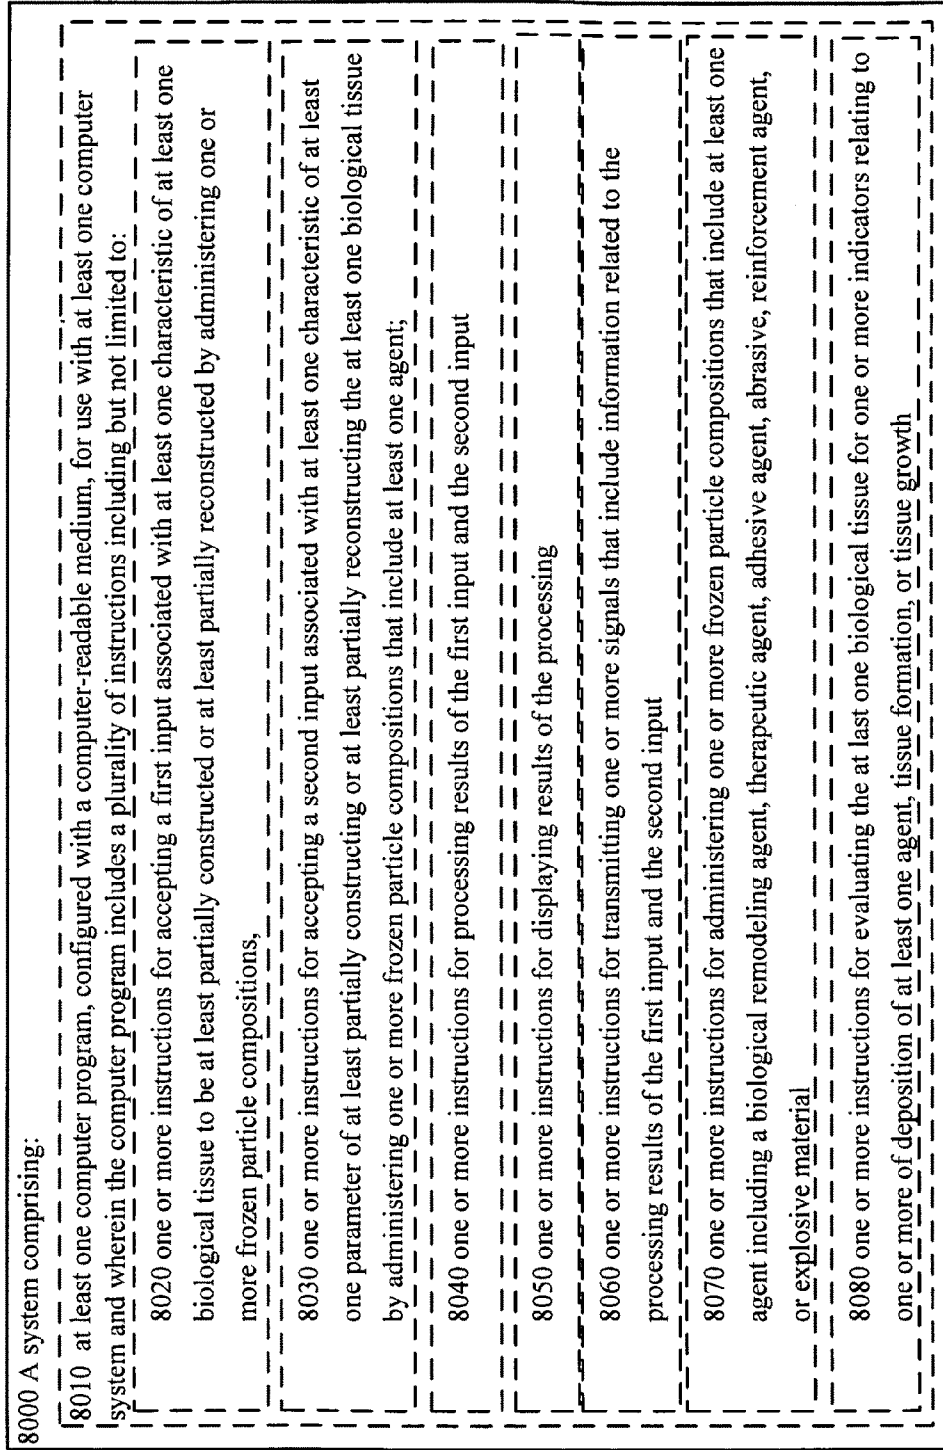 8000 A system comprising:
8010 at least one computer program, configured with a computer-readable medium, for use with at least one computer
system and wherein the computer program includes a plurality of instructions including but not limited to:
8020 one or more instructions for accepting a first input associated with at least one characteristic of at least one
biological tissue to be at least partially constructed or at least partially reconstructed by administering one or
more frozen particle compositions,
8030 one or more instructions for accepting a second input associated with at least one characteristic of at least
one parameter of at least partially constructing or at least partially reconstructing the at least one biological tissue
by administering one or more frozen particle compositions that include at least one agent;
8040 one or more instructions for processing results of the first input and the second input
8050 one or more instructions for displaying results of the processing
8060 one or more instructions for transmitting one or more signals that include information related to the
processing results of the first input and the second input
8070 one or more instructions for administering one or more frozen particle compositions that include at least one
agent including a biological remodeling agent, therapeutic agent, adhesive agent, abrasive, reinforcement agent,
or explosive material
8080 one or more instructions for evaluating the at last one biological tissue for one or more indicators relating to
one or more of deposition of at least one agent, tissue formation, or tissue growth